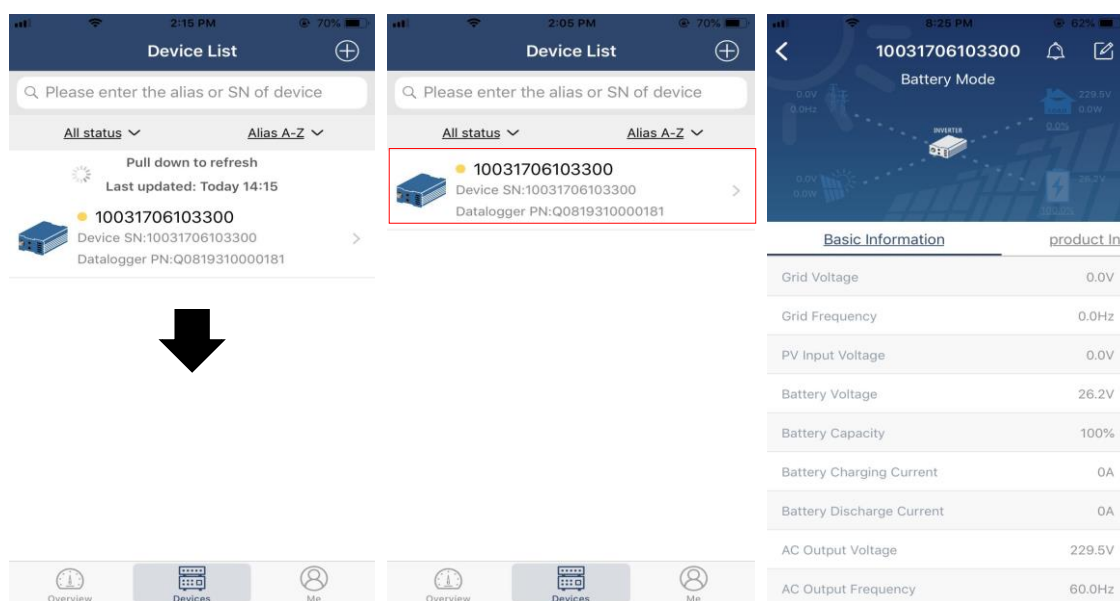 2:15 PM
70%
Device List
Please enter the alias or SN of device
All status
Alias A-Z
Pull down to refresh
Last updated: Today 14:15
10031706103300
Device SN:10031706103300
Datalogger PN:Q0819310000181
Overview
Devices
Me
2:05 PM
70%
Device List
Please enter the alias or SN of device
All status
Alias A-Z
10031706103300
Device SN:10031706103300
Datalogger PN:Q0819310000181
Overview
Devices
Me
8:25 PM
62%
10031706103300
Battery Mode
0.0V
0.0Hz
229.5V
0.0W
0.0%
INVERTER
0.0V
0.0W
26.2V
100.0%
Basic Information
product In
Grid Voltage 0.0V
Grid Frequency 0.0Hz
PV Input Voltage 0.0V
Battery Voltage 26.2V
Battery Capacity 100%
Battery Charging Current 0A
Battery Discharge Current 0A
AC Output Voltage 229.5V
AC Output Frequency 60.0Hz